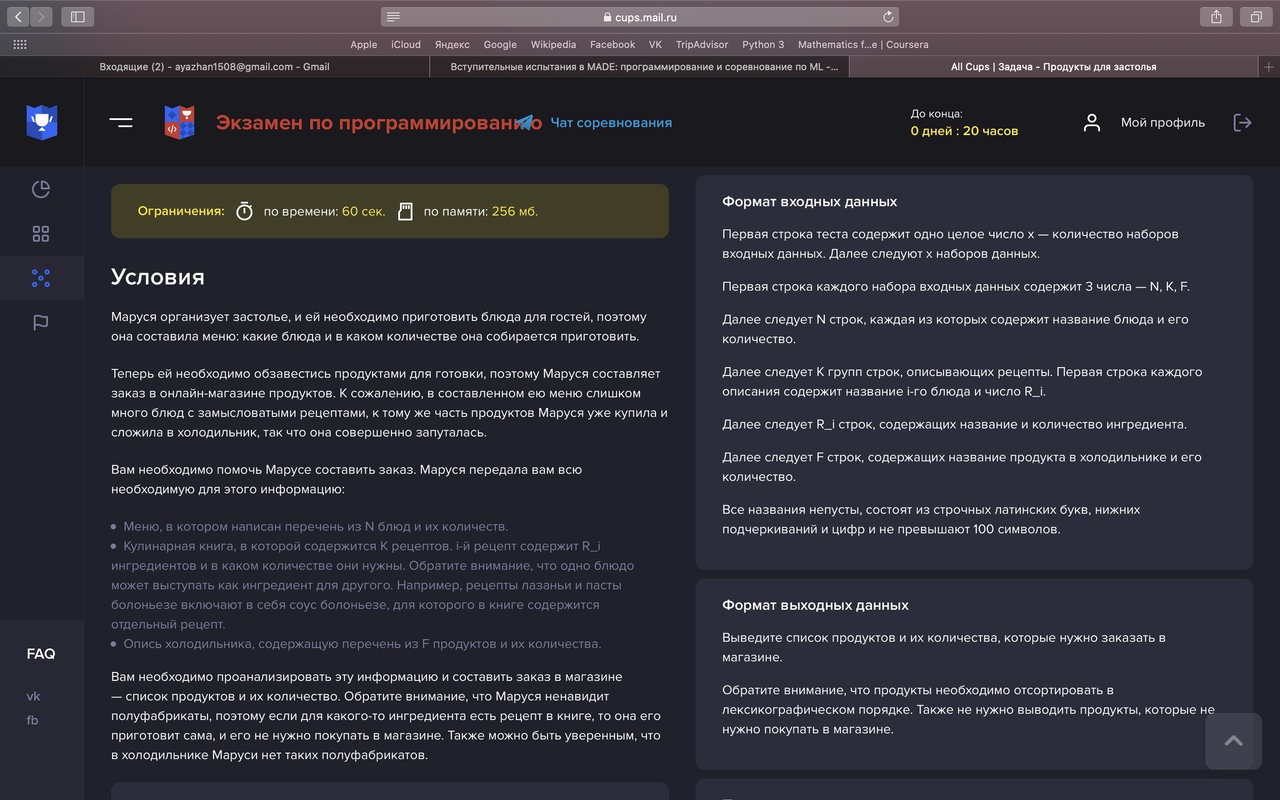 cups.mail.ru
Apple iCloud Яндекс Google Wikipedia Facebook VK TripAdvisor Python 3 Mathematics f...e | Coursera
Входящие (2) - ayazhan1508@gmail.com - Gmail
Вступительные испытания в MADE: программирование и соревнование по ML -...
All Cups | Задача - Продукты для застолья
Экзамен по программированию
Чат соревнования
До конца:
0 дней : 20 часов
Мой профиль
FAQ
vk
fb
Ограничения: по времени: 60 сек. по памяти: 256 мб.
Условия
Маруся организует застолье, и ей необходимо приготовить блюда для гостей, поэтому
она составила меню: какие блюда и в каком количестве она собирается приготовить.
Теперь ей необходимо обзавестись продуктами для готовки, поэтому Маруся составляет
заказ в онлайн-магазине продуктов. К сожалению, в составленном ею меню слишком
много блюд с замысловатыми рецептами, к тому же часть продуктов Маруся уже купила и
сложила в холодильник, так что она совершенно запуталась.
Вам необходимо помочь Марусе составить заказ. Маруся передала вам всю
необходимую для этого информацию:
• Меню, в котором написан перечень из N блюд и их количеств.
• Кулинарная книга, в которой содержится K рецептов. i-й рецепт содержит R_i
ингредиентов и в каком количестве они нужны. Обратите внимание, что одно блюдо
может выступать как ингредиент для другого. Например, рецепты лазаньи и пасты
болоньезе включают в себя соус болоньезе, для которого в книге содержится
отдельный рецепт.
• Опись холодильника, содержащую перечень из F продуктов и их количества.
Вам необходимо проанализировать эту информацию и составить заказ в магазине
— список продуктов и их количество. Обратите внимание, что Маруся ненавидит
полуфабрикаты, поэтому если для какого-то ингредиента есть рецепт в книге, то она его
приготовит сама, и его не нужно покупать в магазине. Также можно быть уверенным, что
в холодильнике Маруси нет таких полуфабрикатов.
Формат входных данных
Первая строка теста содержит одно целое число x — количество наборов
входных данных. Далее следуют x наборов данных.
Первая строка каждого набора входных данных содержит 3 числа — N, K, F.
Далее следует N строк, каждая из которых содержит название блюда и его
количество.
Далее следует K групп строк, описывающих рецепты. Первая строка каждого
описания содержит название i-го блюда и число R_i.
Далее следует R_i строк, содержащих название и количество ингредиента.
Далее следует F строк, содержащих название продукта в холодильнике и его
количество.
Все названия непусты, состоят из строчных латинских букв, нижних
подчеркиваний и цифр и не превышают 100 символов.
Формат выходных данных
Выведите список продуктов и их количества, которые нужно заказать в
магазине.
Обратите внимание, что продукты необходимо отсортировать в
лексикографическом порядке. Также не нужно выводить продукты, которые не
нужно покупать в магазине.